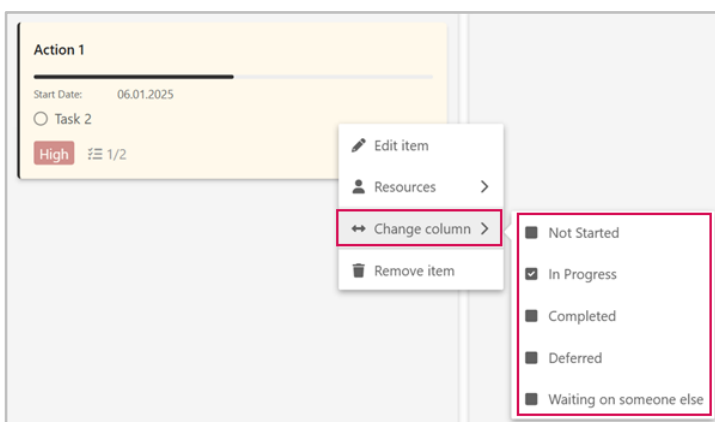 Action 1
Start Date: 06.01.2025
Task 2
High 1/2
Edit item
Resources
Change column
Remove item
Not Started
In Progress
Completed
Deferred
Waiting on someone else